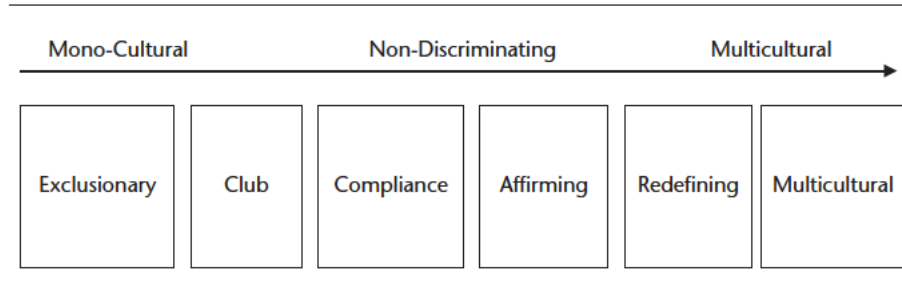 Mono-Cultural Non-Discriminating Multicultural
Exclusionary Club Compliance Affirming Redefining Multicultural